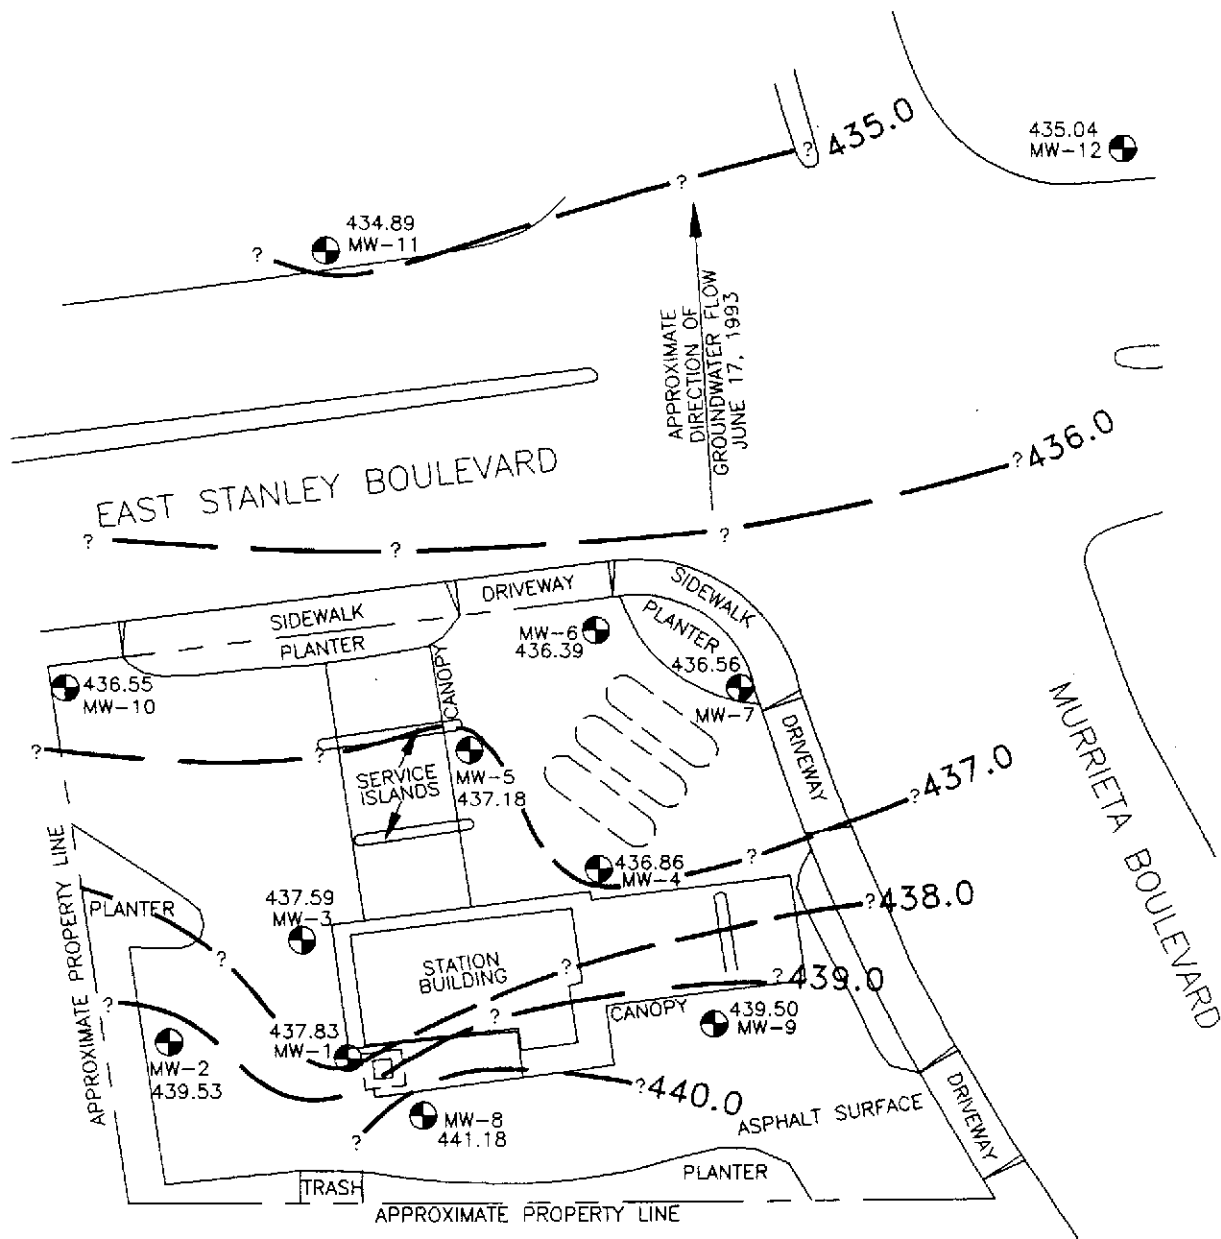 435.0
435.04
MW-12
?
?
434.89
MW-11
?
APPROXIMATE
DIRECTION OF
GROUNDWATER FLOW
JUNE 17, 1993
436.0
?
EAST STANLEY BOULEVARD
?
?
?
SIDEWALK
DRIVEWAY
SIDEWALK
PLANTER
PLANTER
MW-6
436.39
CANOPY
436.56
MW-7
436.55
MW-10
MURRIETA BOULEVARD
DRIVEWAY
?
?
SERVICE
ISLANDS
MW-5
437.18
437.0
?
?
436.86
MW-4
APPROXIMATE PROPERTY LINE
PLANTER
437.59
MW-3
?
438.0
?
STATION
BUILDING
?
439.0
?
?
?
CANOPY
439.50
MW-9
437.83
MW-1
MW-2
439.53
?
440.0
MW-8
441.18
?
ASPHALT SURFACE
DRIVEWAY
PLANTER
TRASH
APPROXIMATE PROPERTY LINE